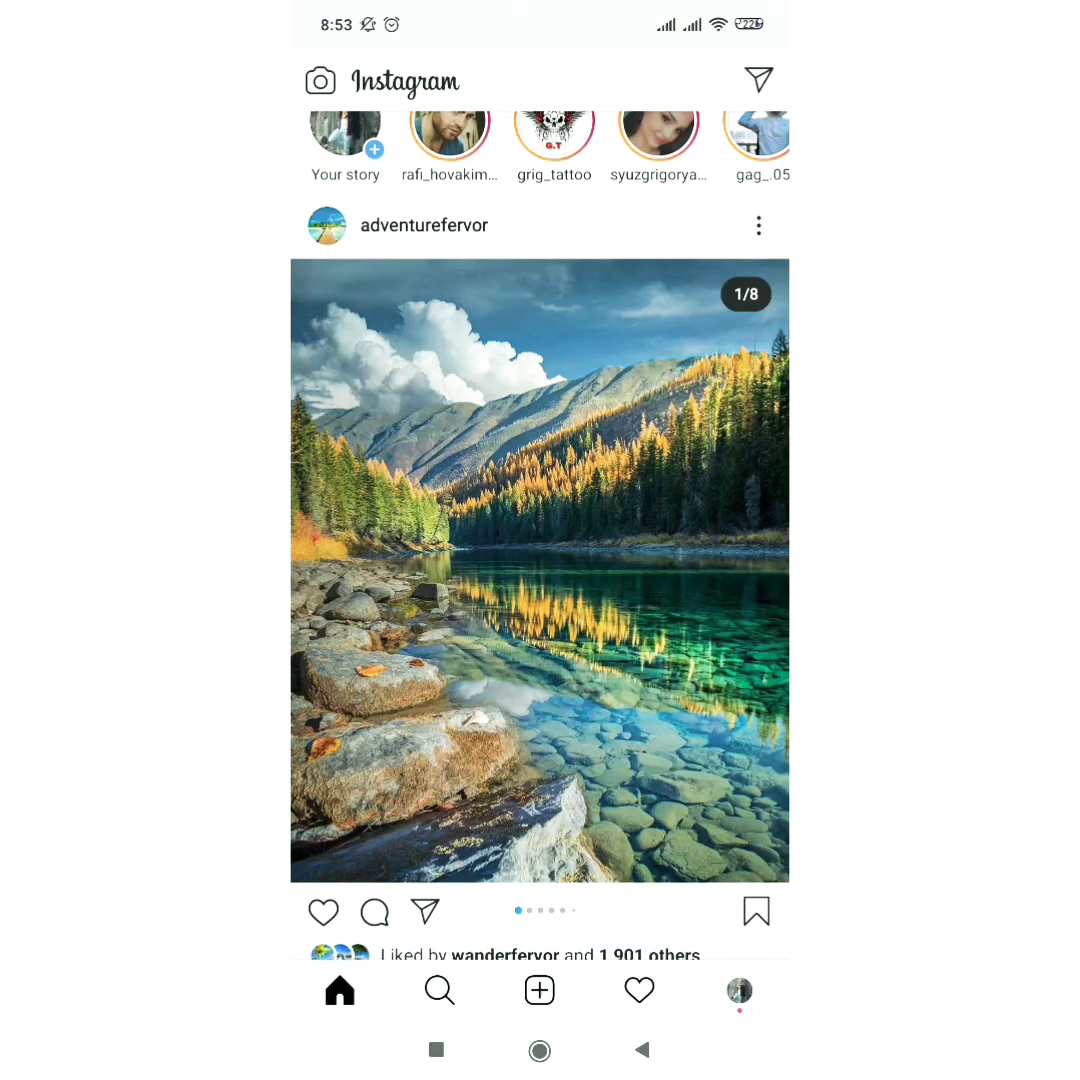 8:53 22
Instagram
G.T
Your story rafi_hovakim... grig_tattoo syuzgrigorya... gag_.05
adventurefervor
1/8
Liked by wanderfervor and 1 901 others